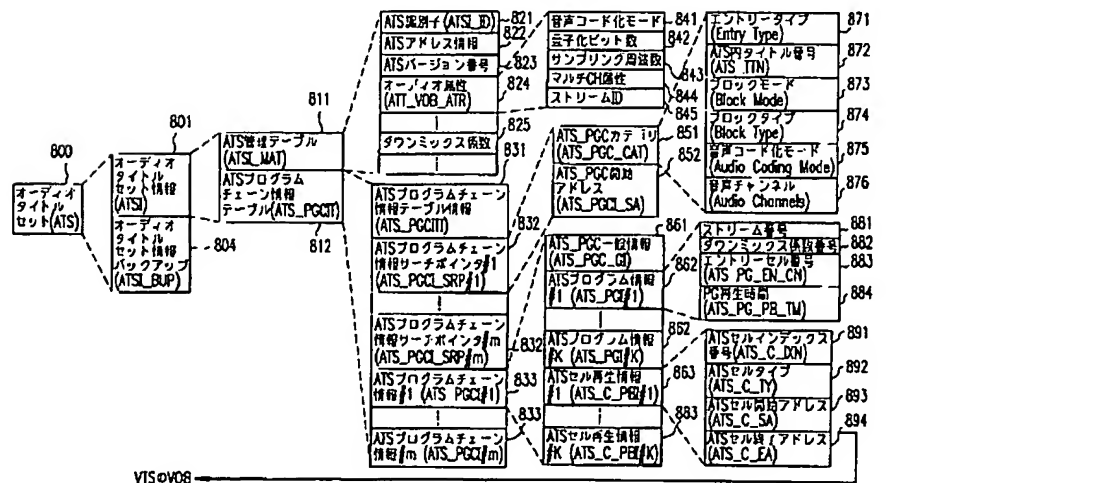 800
オーディオ
タイトル
セット(ATS)
801
オーディオ
タイトル
セット情報
(ATSI)
オーディオ
タイトル
セット情報
バックアップ
(ATSI_BUP)
804
811
ATS管理テーブル
(ATSI_MAT)
ATSプログラム
チェーン情報
テーブル(ATS_PGCIT)
812
ATS識別子(ATSI_ID)
821
ATSアドレス情報
822
ATSバージョン番号
823
オーディオ属性
(ATT_VOB_ATR)
824
ダウンミックス係数
825
831
ATSプログラムチェーン
情報テーブル情報
(ATS_PGCITI)
ATSプログラムチェーン
情報サーチポインタ#1
(ATS_PGCI_SRP#1)
832
ATSプログラムチェーン
情報サーチポインタ#m
(ATS_PGCI_SRP#m)
832
ATSプログラムチェーン
情報#1 (ATS_PGCI#1)
833
ATSプログラムチェーン
情報#m (ATS_PGCI#m)
833
音声コード化モード
841
量子化ビット数
842
サンプリング周波数
843
マルチCH属性
844
ストリームID
845
ATS_PGCカテゴリ
(ATS_PGC_CAT)
851
ATS_PGC開始
アドレス
(ATS_PGCI_SA)
852
ATS_PGC一般情報
(ATS_PGC_GI)
861
ATSプログラム情報
#1 (ATS_PGI#1)
862
ATSプログラム情報
#K (ATS_PGI#K)
862
ATSセル再生情報
#1 (ATS_C_PBI#1)
863
ATSセル再生情報
#K (ATS_C_PBI#K)
883
エントリータイプ
(Entry Type)
871
ATS内タイトル番号
(ATS_TTN)
872
ブロックモード
(Block Mode)
873
ブロックタイプ
(Block Type)
874
音声コード化モード
(Audio Coding Mode)
875
音声チャンネル
(Audio Channels)
876
ストリーム番号
881
ダウンミックス係数番号
882
エントリーセル番号
(ATS_PG_EN_CN)
883
PG再生時間
(ATS_PG_PB_TM)
884
ATSセルインデックス
番号(ATS_C_IXN)
891
ATSセルタイプ
(ATS_C_TY)
892
ATSセル開始アドレス
(ATS_C_SA)
893
ATSセル終了アドレス
(ATS_C_EA)
894
VTSのVOB